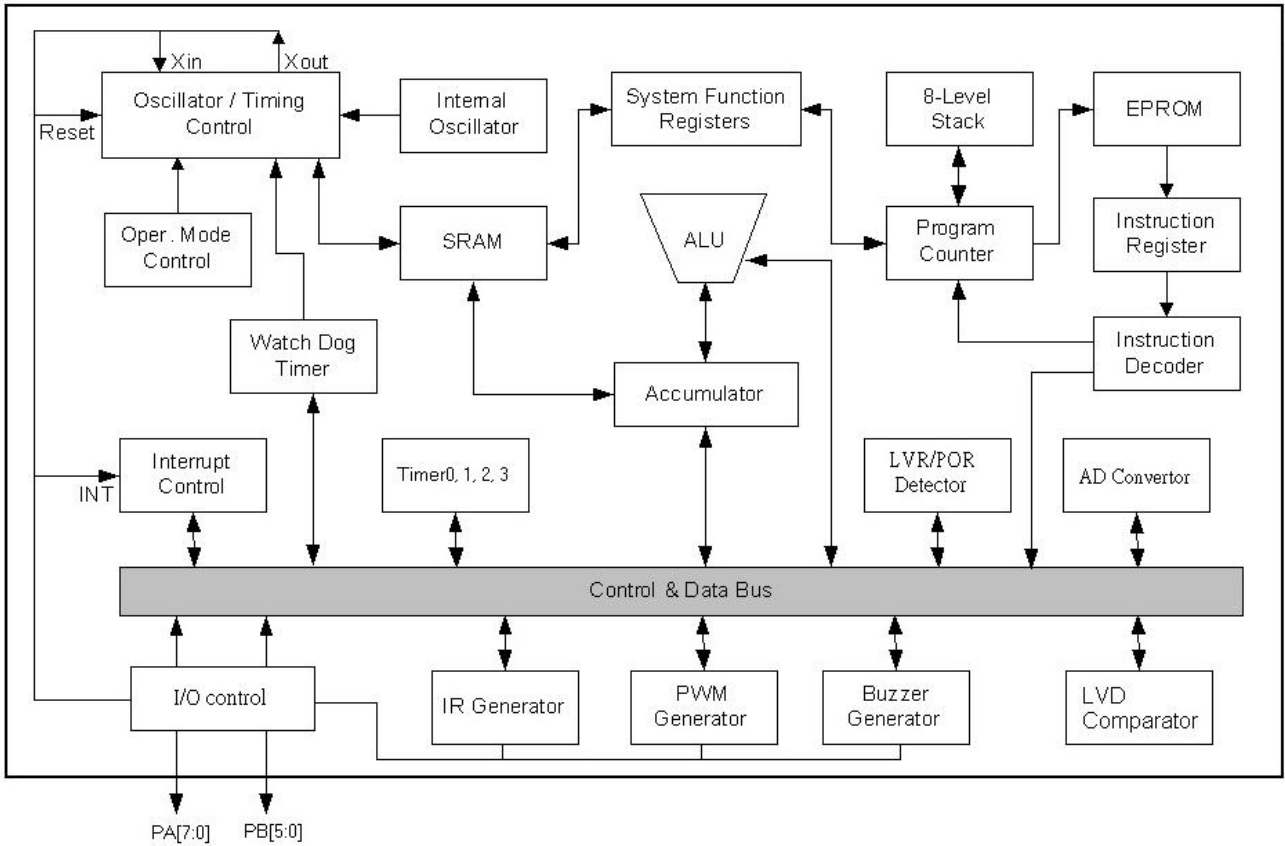 Xin
Xout
Reset
Oscillator / Timing
Control
Internal
Oscillator
System Function
Registers
8-Level
Stack
EPROM
Oper. Mode
Control
SRAM
ALU
Program
Counter
Instruction
Register
Watch Dog
Timer
Accumulator
Instruction
Decoder
INT
Interrupt
Control
Timer0, 1, 2, 3
LVR/POR
Detector
AD Convertor
Control & Data Bus
I/O control
IR Generator
PWM
Generator
Buzzer
Generator
LVD
Comparator
PA[7:0]
PB[5:0]